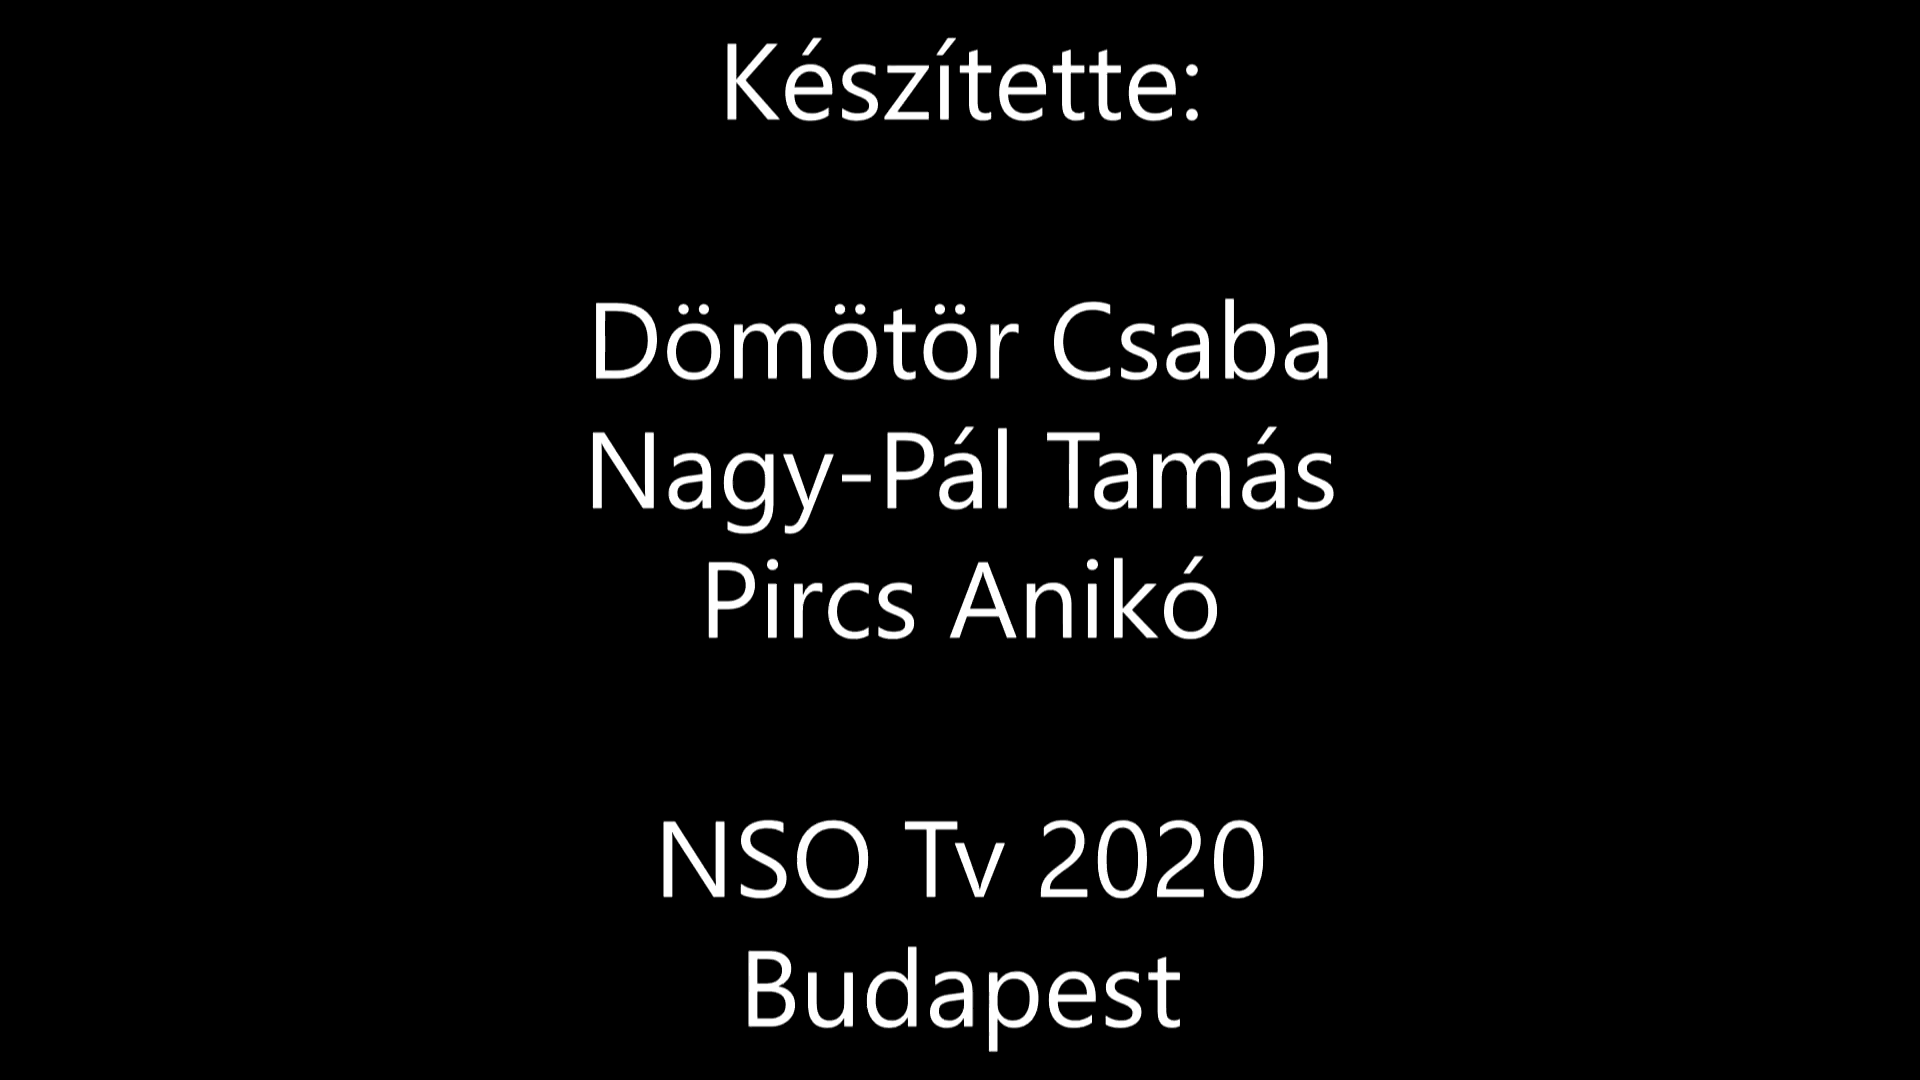 Készítette:
Dömötör Csaba
Nagy-Pál Tamás
Pircs Anikó
NSO Tv 2020
Budapest